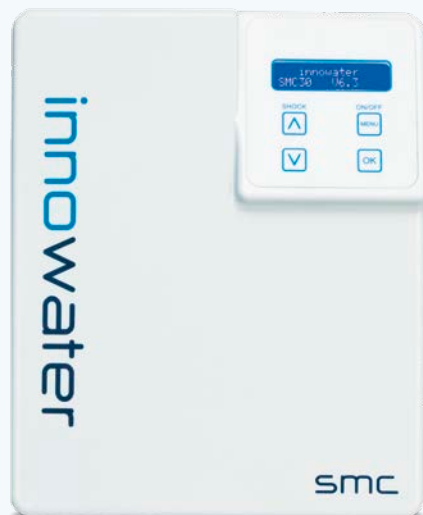 innowater
SMC30 V6.3
SHOCK ON/OFF
MENU
OK
innowater
smc